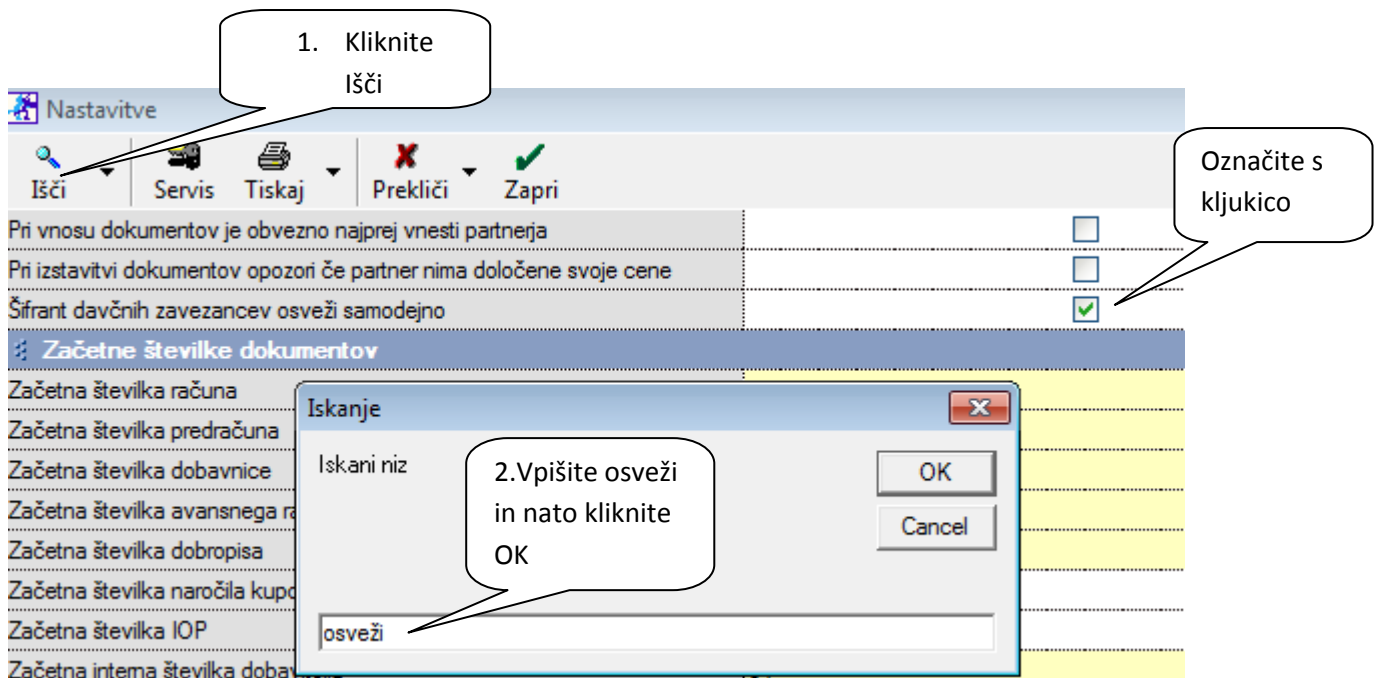 1. Kliknite
Išči
Nastavitve
Išči
Servis
Tiskaj
Prekliči
Zapri
Označite s
kljukico
Pri vnosu dokumentov je obvezno najprej vnesti partnerja
Pri izstavitvi dokumentov opozori če partner nima določene svoje cene
Šifrant davčnih zavezancev osveži samodejno
Začetne številke dokumentov
Začetna številka računa
Začetna številka predračuna
Začetna številka dobavnice
Začetna številka avansnega
Začetna številka dobropisa
Začetna številka naročila
Začetna številka IOP
Začetna interna številka
Iskanje
Iskani niz
2.Vpišite osveži
in nato kliknite
OK
OK
Cancel
osveži